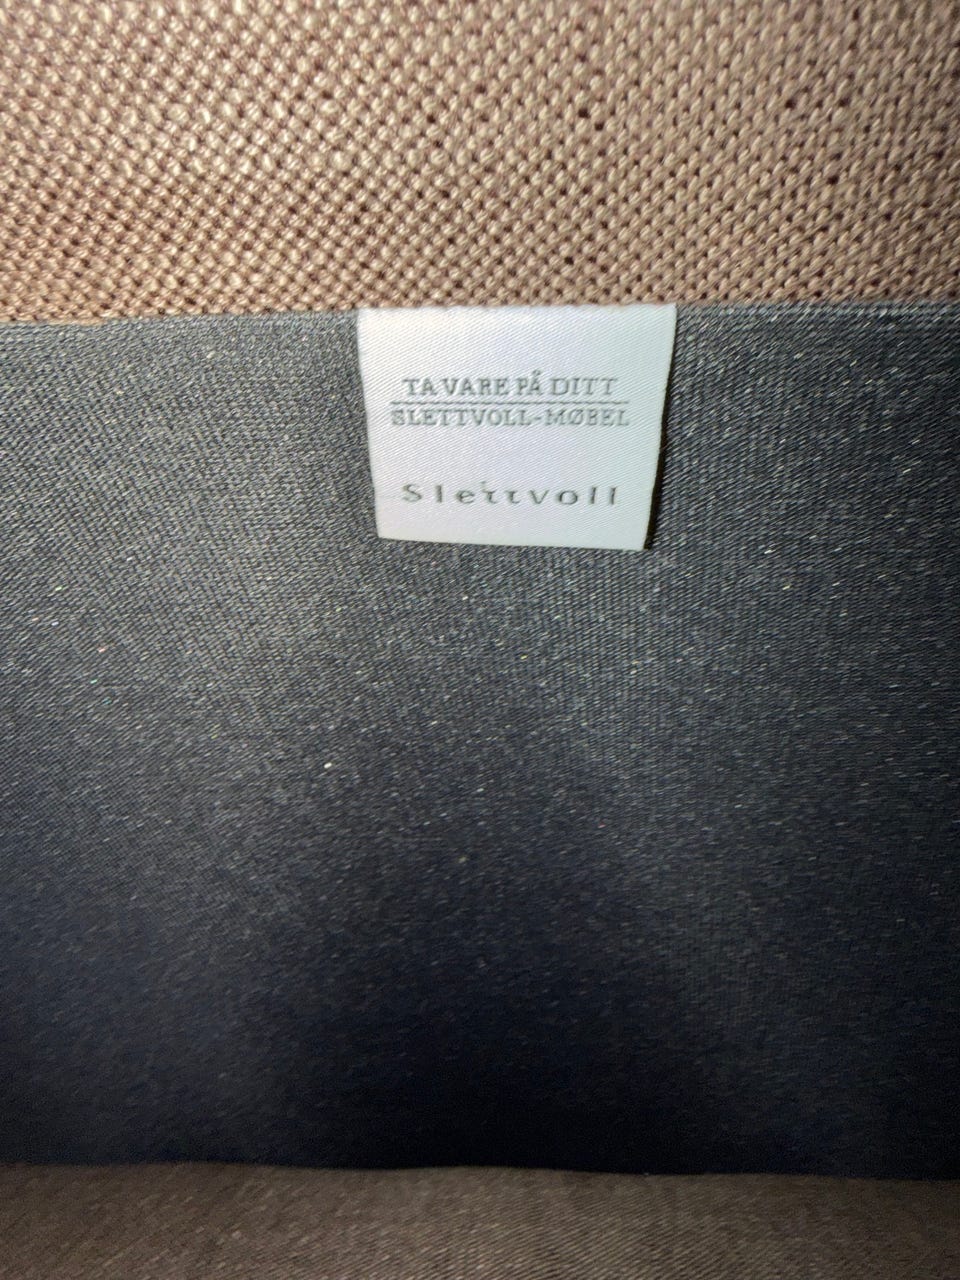 TA VARE PÅ DITT
SLETTVOLL-MØBEL
Slettvoll